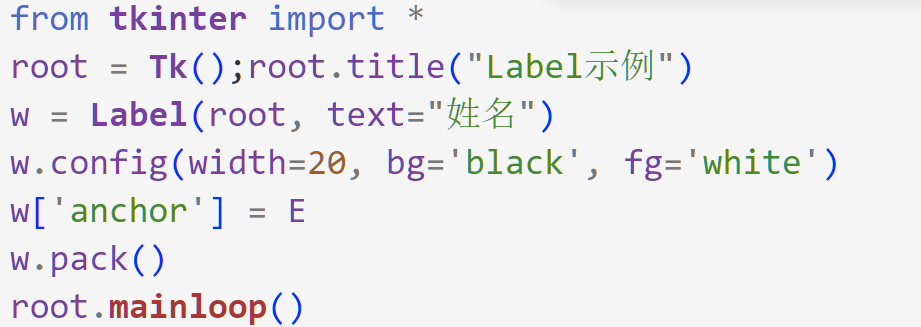 from tkinter import *
root = Tk();root.title("Label示例")
w = Label(root, text="姓名")
w.config(width=20, bg='black', fg='white')
w['anchor'] = E
w.pack()
root.mainloop()